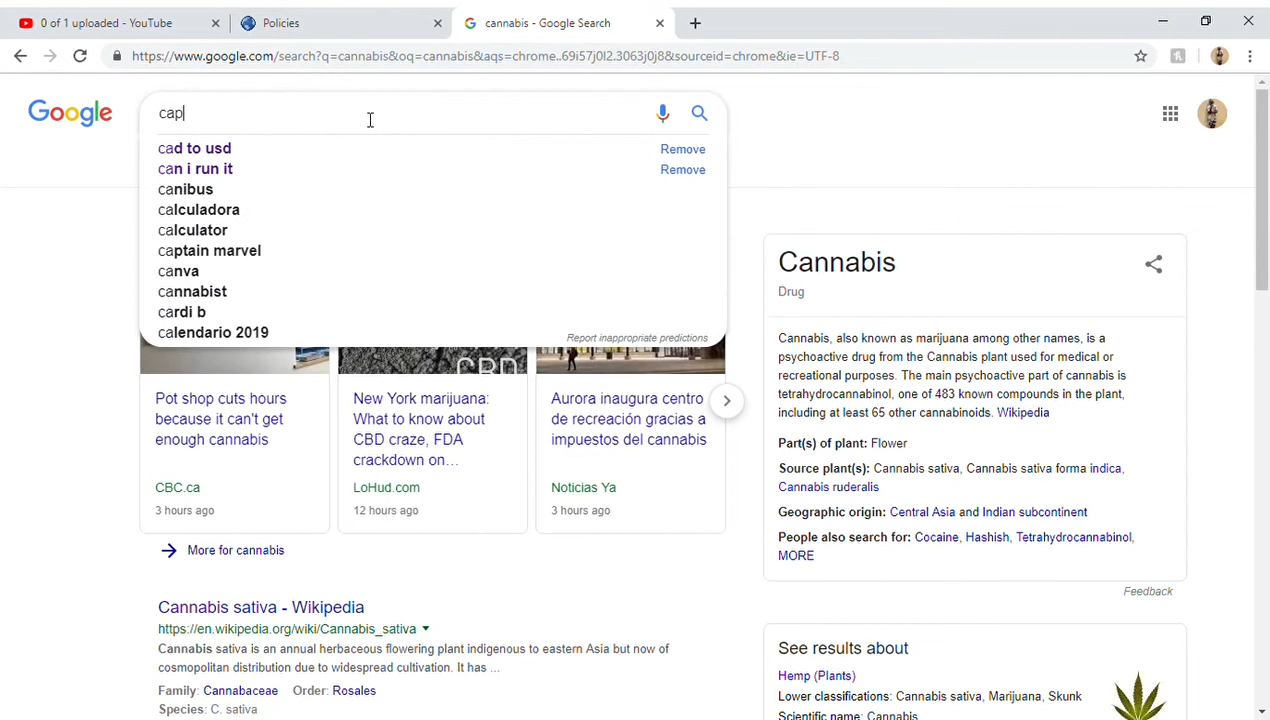 0 of 1 uploaded - YouTube
Policies
cannabis - Google Search
https://www.google.com/search?q=cannabis&oq=cannabis&aqs=chrome..69i57j0l2.3063j0j8&sourceid=chrome&ie=UTF-8
Google
cap
cad to usd Remove
can i run it Remove
canibus
calculadora
calculator
captain marvel
canva
cannabist
cardi b
calendario 2019
Report inappropriate predictions
CBD
Pot shop cuts hours
because it can't get
enough cannabis
CBC.ca
3 hours ago
New York marijuana:
What to know about
CBD craze, FDA
crackdown on...
LoHud.com
12 hours ago
Aurora inaugura centro
de recreación gracias a
impuestos del cannabis
Noticias Ya
3 hours ago
More for cannabis
Cannabis sativa - Wikipedia
https://en.wikipedia.org/wiki/Cannabis_sativa
Cannabis sativa is an annual herbaceous flowering plant indigenous to eastern Asia but now of
cosmopolitan distribution due to widespread cultivation. It has ...
Family: Cannabaceae Order: Rosales
Species: C. sativa
Cannabis
Drug
Cannabis, also known as marijuana among other names, is a
psychoactive drug from the Cannabis plant used for medical or
recreational purposes. The main psychoactive part of cannabis is
tetrahydrocannabinol, one of 483 known compounds in the plant,
including at least 65 other cannabinoids. Wikipedia
Part(s) of plant: Flower
Source plant(s): Cannabis sativa, Cannabis sativa forma indica,
Cannabis ruderalis
Geographic origin: Central Asia and Indian subcontinent
People also search for: Cocaine, Hashish, Tetrahydrocannabinol,
MORE
Feedback
See results about
Hemp (Plants)
Lower classifications: Cannabis sativa, Marijuana, Skunk
Scientific name: Cannabis